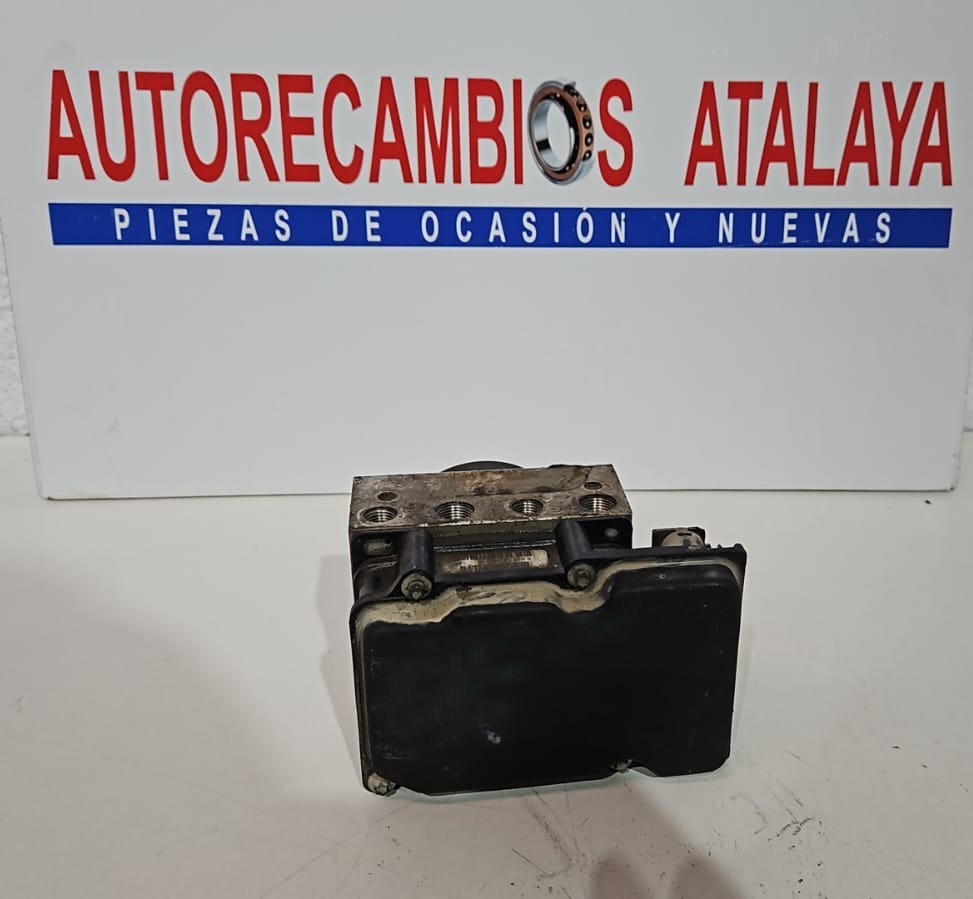 AUTORECAMBIOS ATALAYA
PIEZAS DE OCASIÓN Y NUEVAS